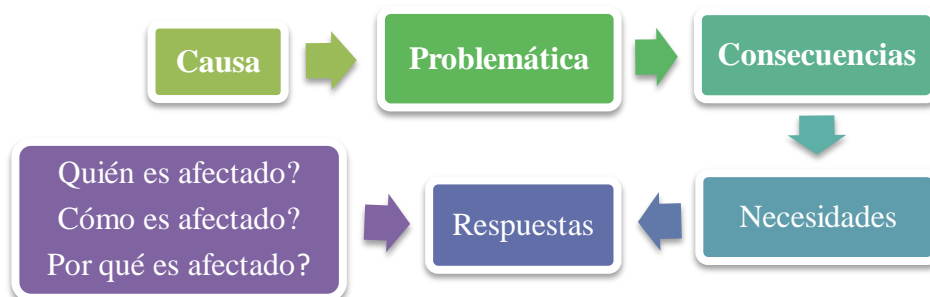 Causa
Problemática
Consecuencias
Quién es afectado?
Cómo es afectado?
Por qué es afectado?
Respuestas
Necesidades